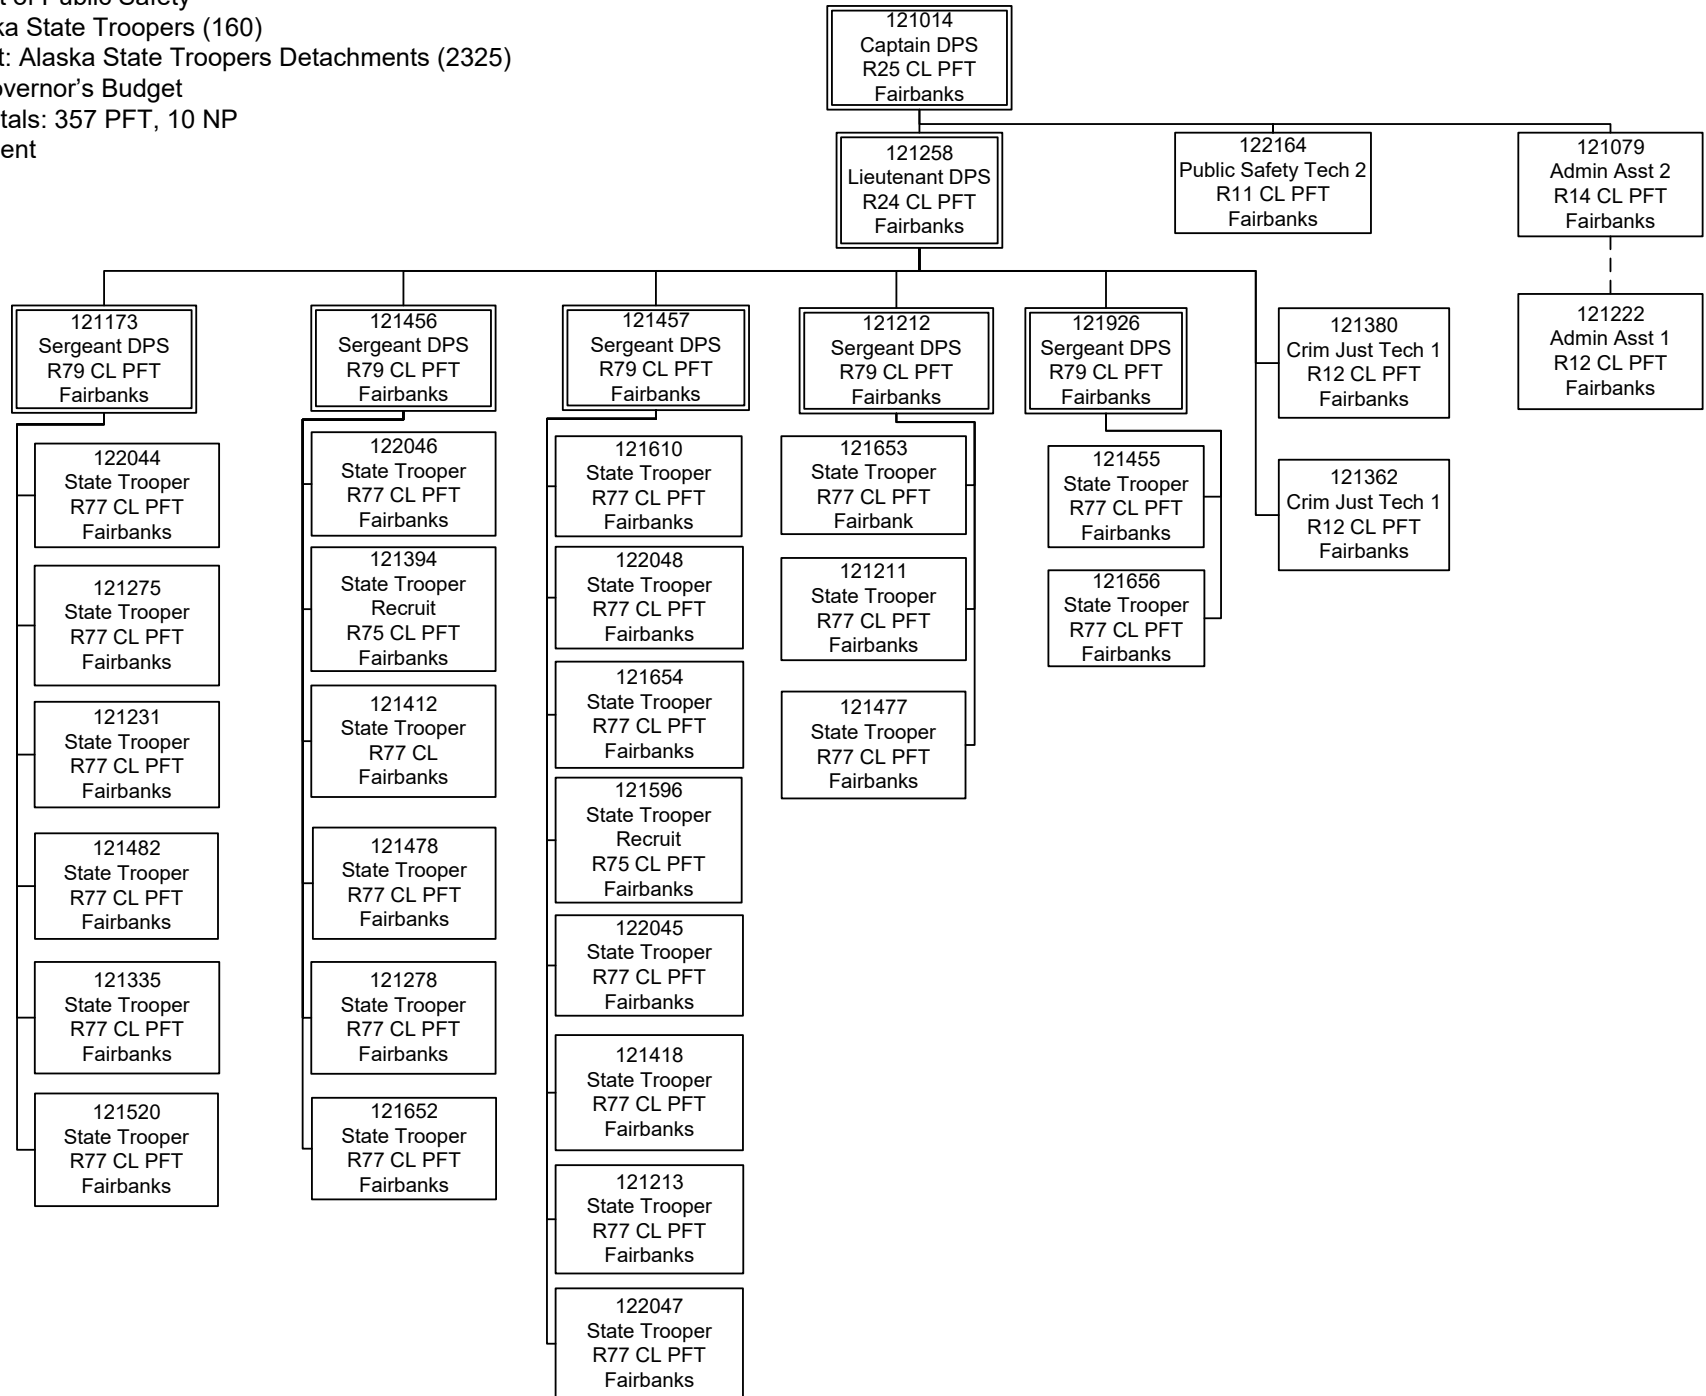 of Public Safety
State Troopers (160)
Alaska State Troopers Detachments (2325)
Budget
357 PFT, 10 NP
121014
Captain DPS
R25 CL PFT
Fairbanks
121258
Lieutenant DPS
R24 CL PFT
Fairbanks
122164
Public Safety Tech 2
R11 CL PFT
Fairbanks
121079
Admin Asst 2
R14 CL PFT
Fairbanks
121222
Admin Asst 1
R12 CL PFT
Fairbanks
121173
Sergeant DPS
R79 CL PFT
Fairbanks
122044
State Trooper
R77 CL PFT
Fairbanks
121275
State Trooper
R77 CL PFT
Fairbanks
121231
State Trooper
R77 CL PFT
Fairbanks
121482
State Trooper
R77 CL PFT
Fairbanks
121335
State Trooper
R77 CL PFT
Fairbanks
121520
State Trooper
R77 CL PFT
Fairbanks
121456
Sergeant DPS
R79 CL PFT
Fairbanks
122046
State Trooper
R77 CL PFT
Fairbanks
121394
State Trooper
Recruit
R75 CL PFT
Fairbanks
121412
State Trooper
R77 CL
Fairbanks
121478
State Trooper
R77 CL PFT
Fairbanks
121278
State Trooper
R77 CL PFT
Fairbanks
121652
State Trooper
R77 CL PFT
Fairbanks
121457
Sergeant DPS
R79 CL PFT
Fairbanks
121610
State Trooper
R77 CL PFT
Fairbanks
122048
State Trooper
R77 CL PFT
Fairbanks
121654
State Trooper
R77 CL PFT
Fairbanks
121596
State Trooper
Recruit
R75 CL PFT
Fairbanks
122045
State Trooper
R77 CL PFT
Fairbanks
121418
State Trooper
R77 CL PFT
Fairbanks
121213
State Trooper
R77 CL PFT
Fairbanks
122047
State Trooper
R77 CL PFT
Fairbanks
121212
Sergeant DPS
R79 CL PFT
Fairbanks
121653
State Trooper
R77 CL PFT
Fairbank
121211
State Trooper
R77 CL PFT
Fairbanks
121477
State Trooper
R77 CL PFT
Fairbanks
121926
Sergeant DPS
R79 CL PFT
Fairbanks
121455
State Trooper
R77 CL PFT
Fairbanks
121656
State Trooper
R77 CL PFT
Fairbanks
121380
Crim Just Tech 1
R12 CL PFT
Fairbanks
121362
Crim Just Tech 1
R12 CL PFT
Fairbanks